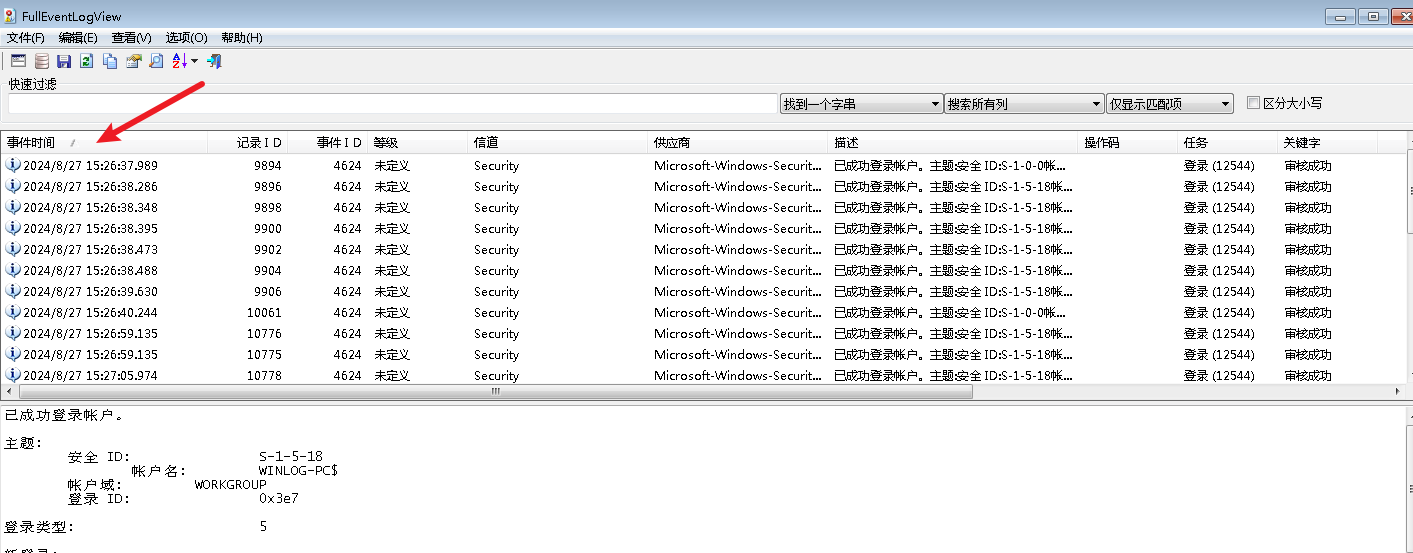 FullEventLogView
文件(F) 编辑(E) 查看(V) 选项(O) 帮助(H)
快速过滤
找到一个字串 搜索所有列 仅显示匹配项 区分大小写
事件时间 记录ID 事件ID 等级 信道 供应商 描述 操作码 任务 关键字
2024/8/27 15:26:37.989 9894 4624 未定义 Security Microsoft-Windows-Securit... 已成功登录帐户。主题:安全 ID:S-1-0-0帐... 登录 (12544) 审核成功
2024/8/27 15:26:38.286 9896 4624 未定义 Security Microsoft-Windows-Securit... 已成功登录帐户。主题:安全 ID:S-1-5-18帐... 登录 (12544) 审核成功
2024/8/27 15:26:38.348 9898 4624 未定义 Security Microsoft-Windows-Securit... 已成功登录帐户。主题:安全 ID:S-1-5-18帐... 登录 (12544) 审核成功
2024/8/27 15:26:38.395 9900 4624 未定义 Security Microsoft-Windows-Securit... 已成功登录帐户。主题:安全 ID:S-1-5-18帐... 登录 (12544) 审核成功
2024/8/27 15:26:38.473 9902 4624 未定义 Security Microsoft-Windows-Securit... 已成功登录帐户。主题:安全 ID:S-1-5-18帐... 登录 (12544) 审核成功
2024/8/27 15:26:38.488 9904 4624 未定义 Security Microsoft-Windows-Securit... 已成功登录帐户。主题:安全 ID:S-1-5-18帐... 登录 (12544) 审核成功
2024/8/27 15:26:39.630 9906 4624 未定义 Security Microsoft-Windows-Securit... 已成功登录帐户。主题:安全 ID:S-1-5-18帐... 登录 (12544) 审核成功
2024/8/27 15:26:40.244 10061 4624 未定义 Security Microsoft-Windows-Securit... 已成功登录帐户。主题:安全 ID:S-1-0-0帐... 登录 (12544) 审核成功
2024/8/27 15:26:59.135 10776 4624 未定义 Security Microsoft-Windows-Securit... 已成功登录帐户。主题:安全 ID:S-1-5-18帐... 登录 (12544) 审核成功
2024/8/27 15:26:59.135 10775 4624 未定义 Security Microsoft-Windows-Securit... 已成功登录帐户。主题:安全 ID:S-1-5-18帐... 登录 (12544) 审核成功
2024/8/27 15:27:05.974 10778 4624 未定义 Security Microsoft-Windows-Securit... 已成功登录帐户。主题:安全 ID:S-1-5-18帐... 登录 (12544) 审核成功
已成功登录帐户。
主题:
安全 ID: S-1-5-18
帐户名: WINLOG-PC$
帐户域: WORKGROUP
登录 ID: 0x3e7
登录类型: 5